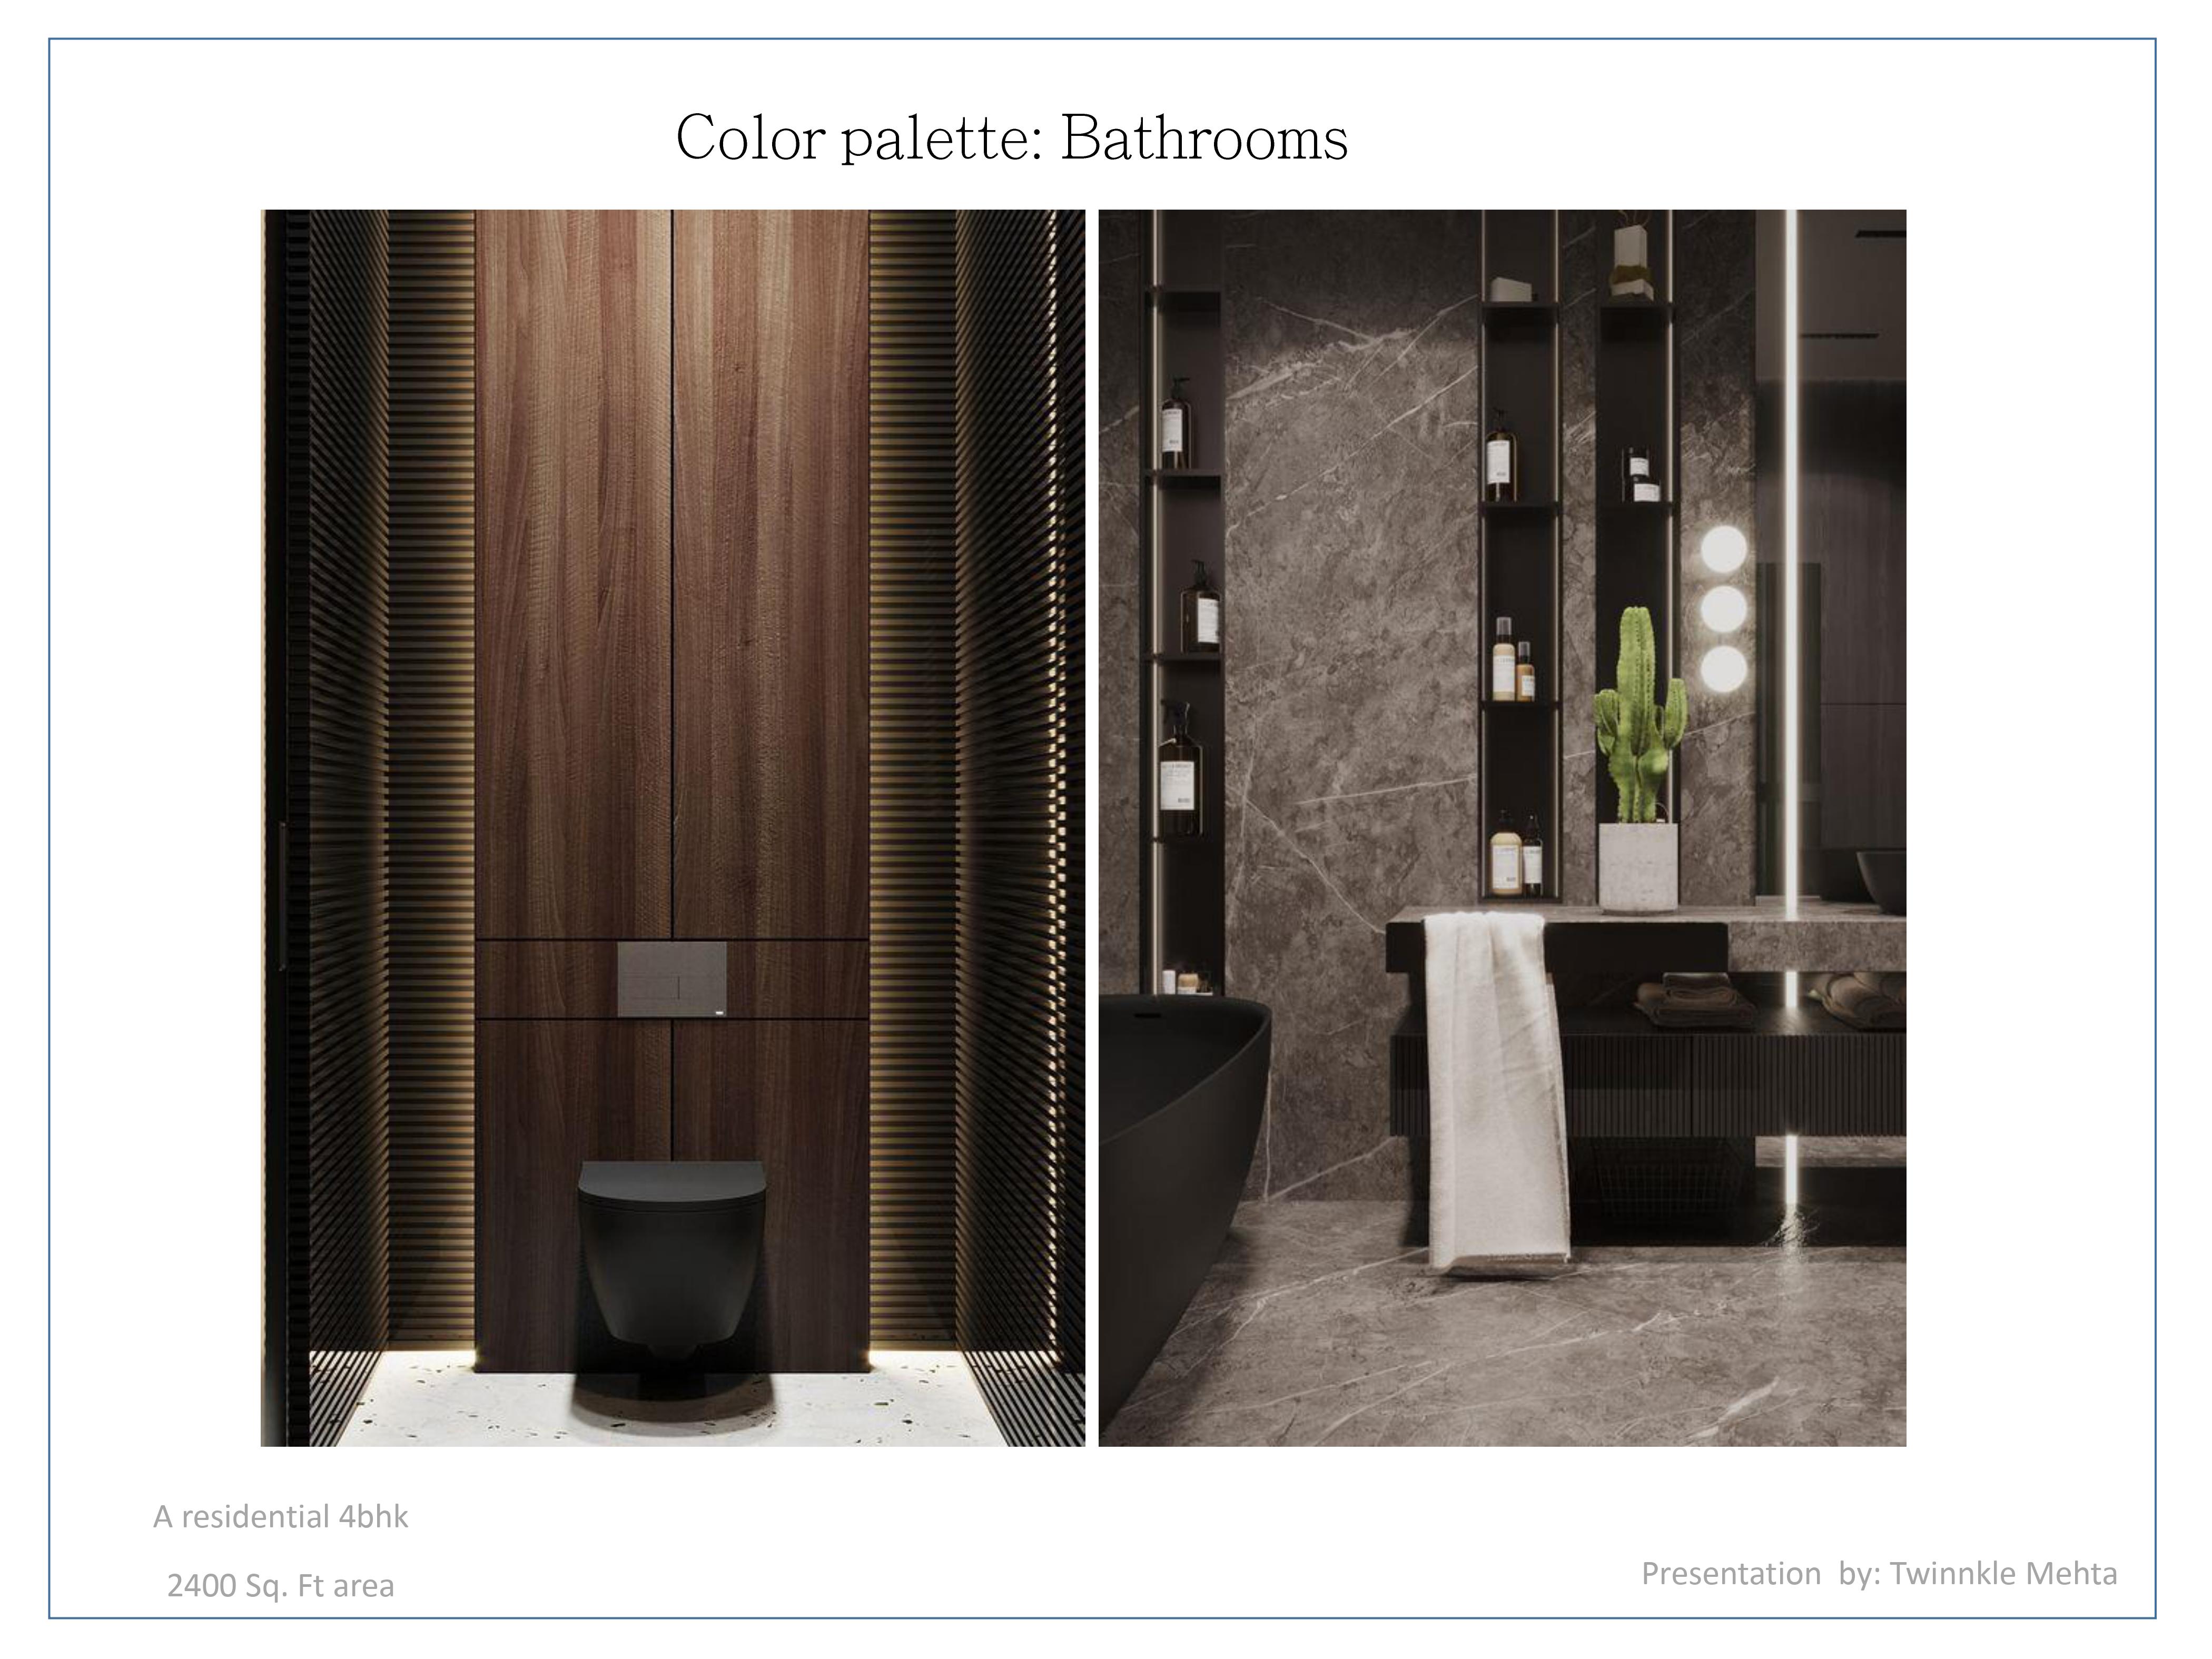 Color palette: Bathrooms
A residential 4bhk
2400 Sq. Ft area
Presentation  by: Twinnkle Mehta